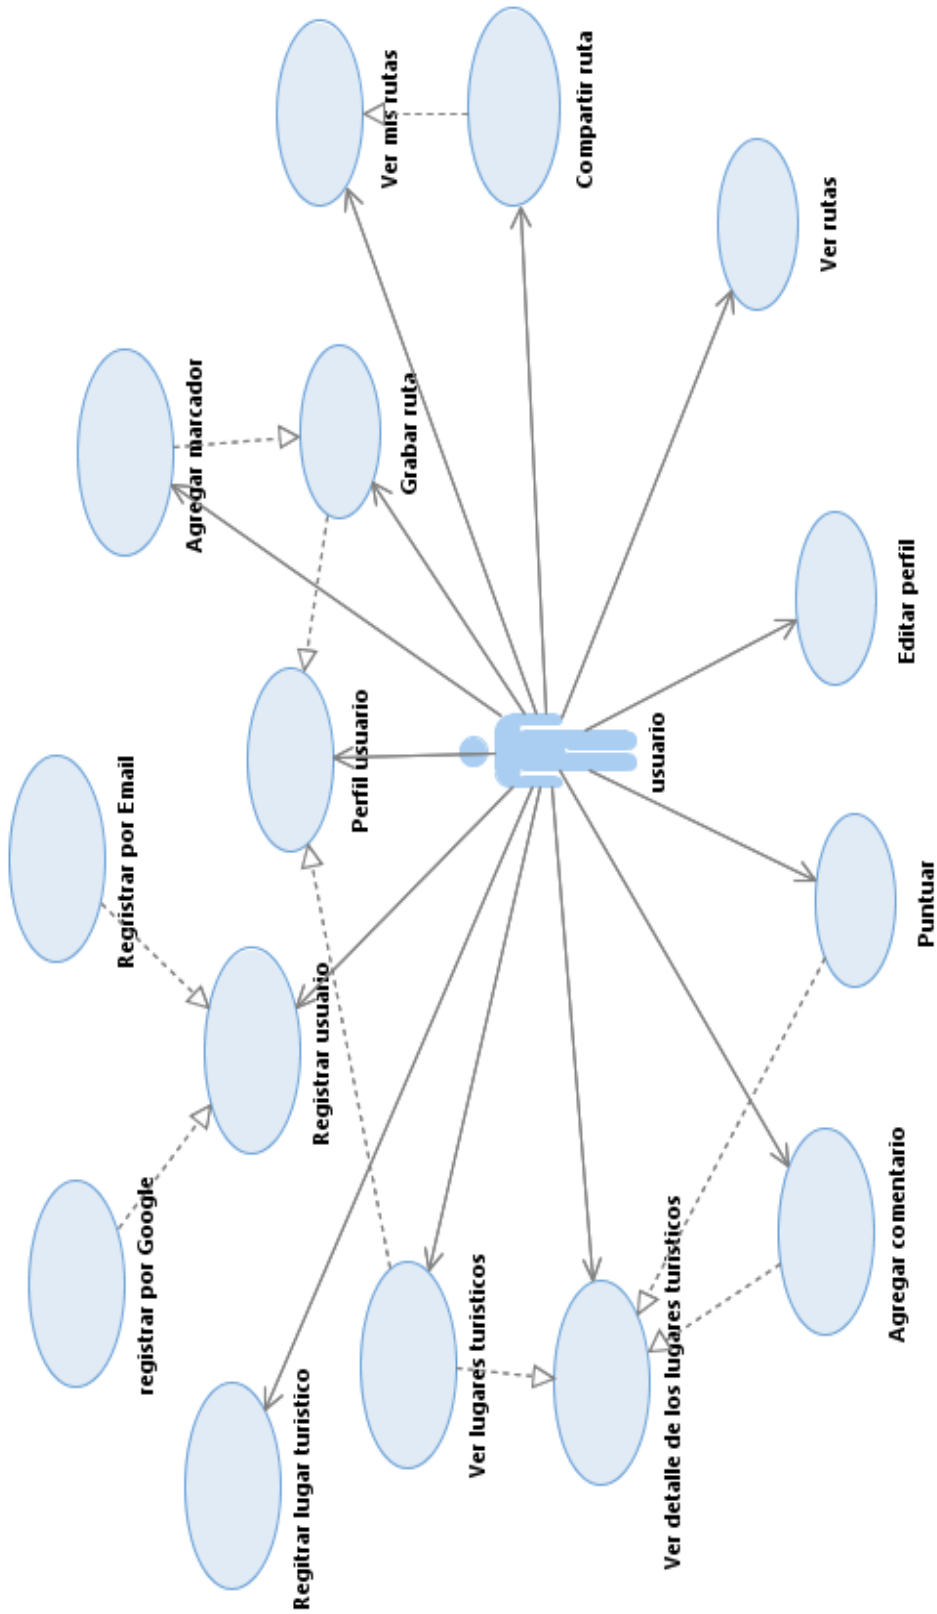 registrar por Google
Registrar por Email
Agregar marcador
Ver mis rutas
Regitrar lugar turistico
Registrar usuario
Perfil usuario
Grabar ruta
Compartir ruta
Ver lugares turisticos
usuario
Ver detalle de los lugares turísticos
Ver rutas
Agregar comentario
Puntuar
Editar perfil